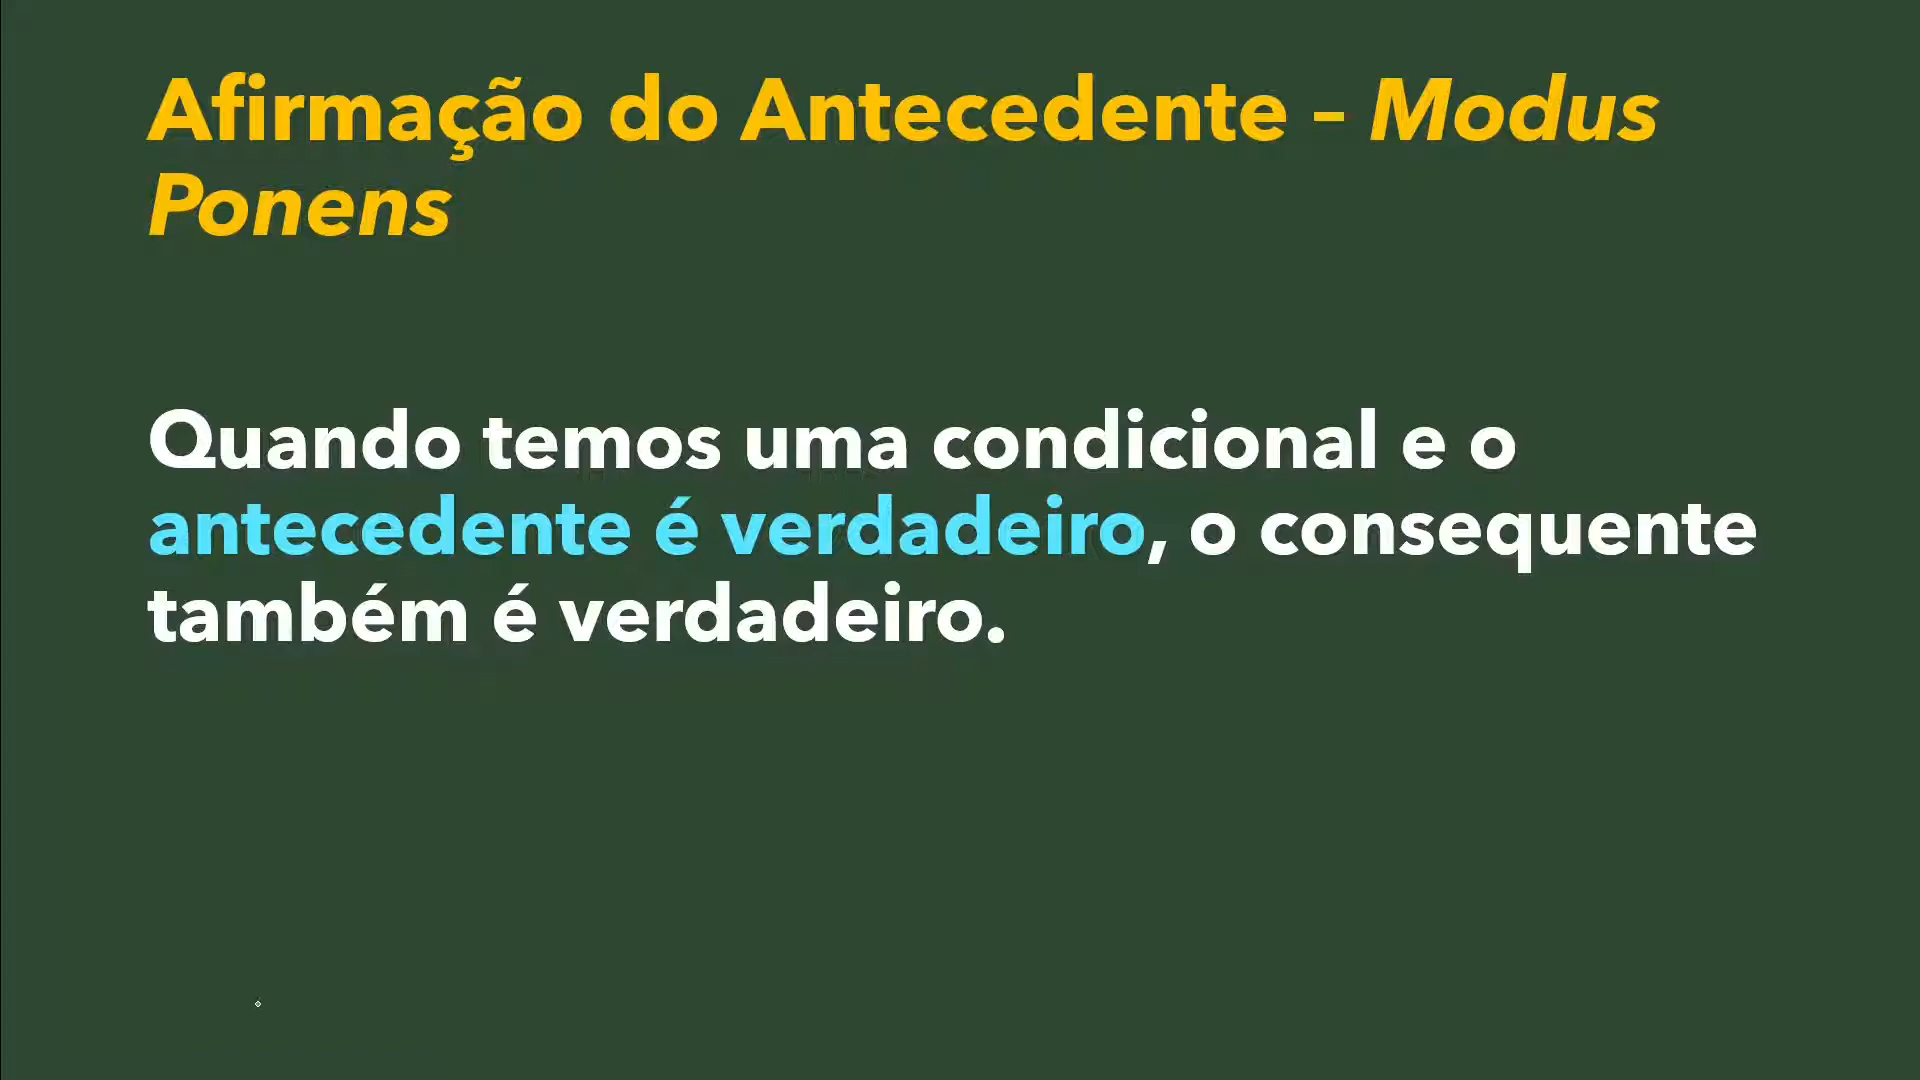 Afirmação do Antecedente – Modus
Ponens
Quando temos uma condicional e o
antecedente é verdadeiro, o consequente
também é verdadeiro.